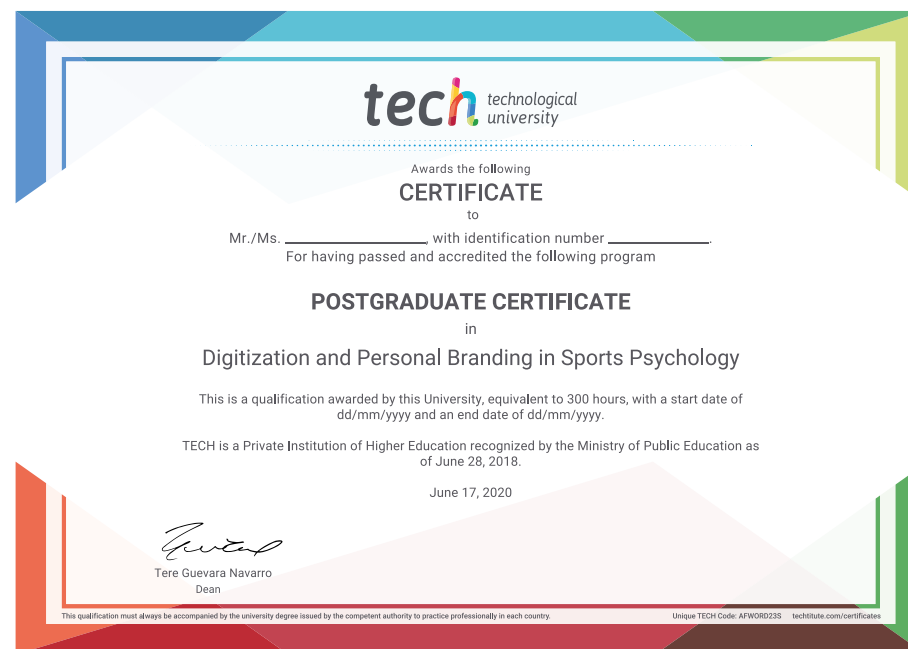 tech technological
university
Awards the following
CERTIFICATE
to
Mr./Ms. ____________, with identification number ____________.
For having passed and accredited the following program
POSTGRADUATE CERTIFICATE
in
Digitization and Personal Branding in Sports Psychology
This is a qualification awarded by this University, equivalent to 300 hours, with a start date of
dd/mm/yyyy and an end date of dd/mm/yyyy.
TECH is a Private Institution of Higher Education recognized by the Ministry of Public Education as
of June 28, 2018.
June 17, 2020
Tere Guevara Navarro
Dean
This qualification must always be accompanied by the university degree issued by the competent authority to practice professionally in each country.
Unique TECH Code: AFWORD23S techtitute.com/certificates